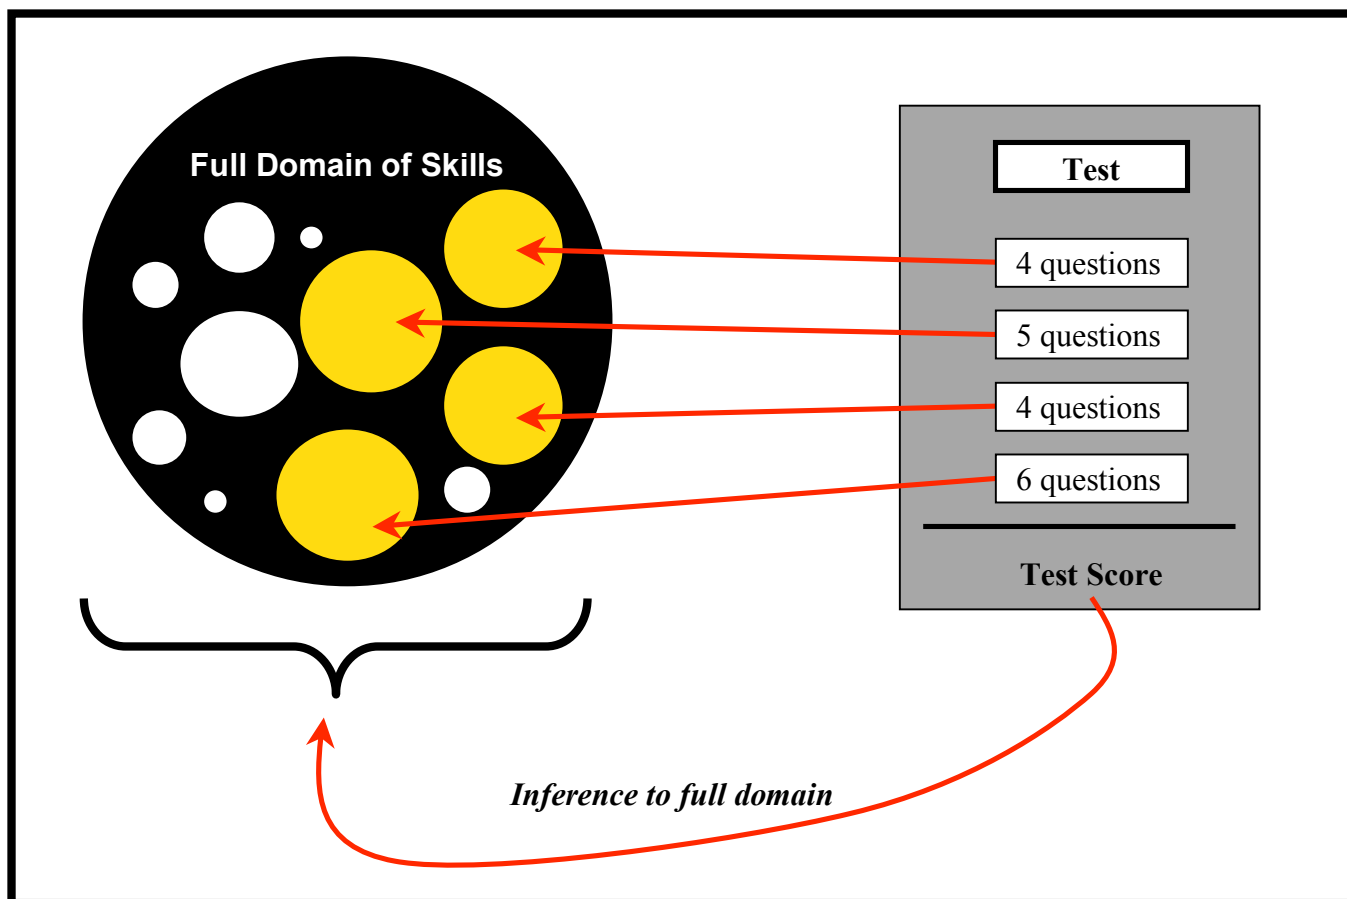 Full Domain of Skills
Test
4 questions
5 questions
4 questions
6 questions
Test Score
Inference to full domain